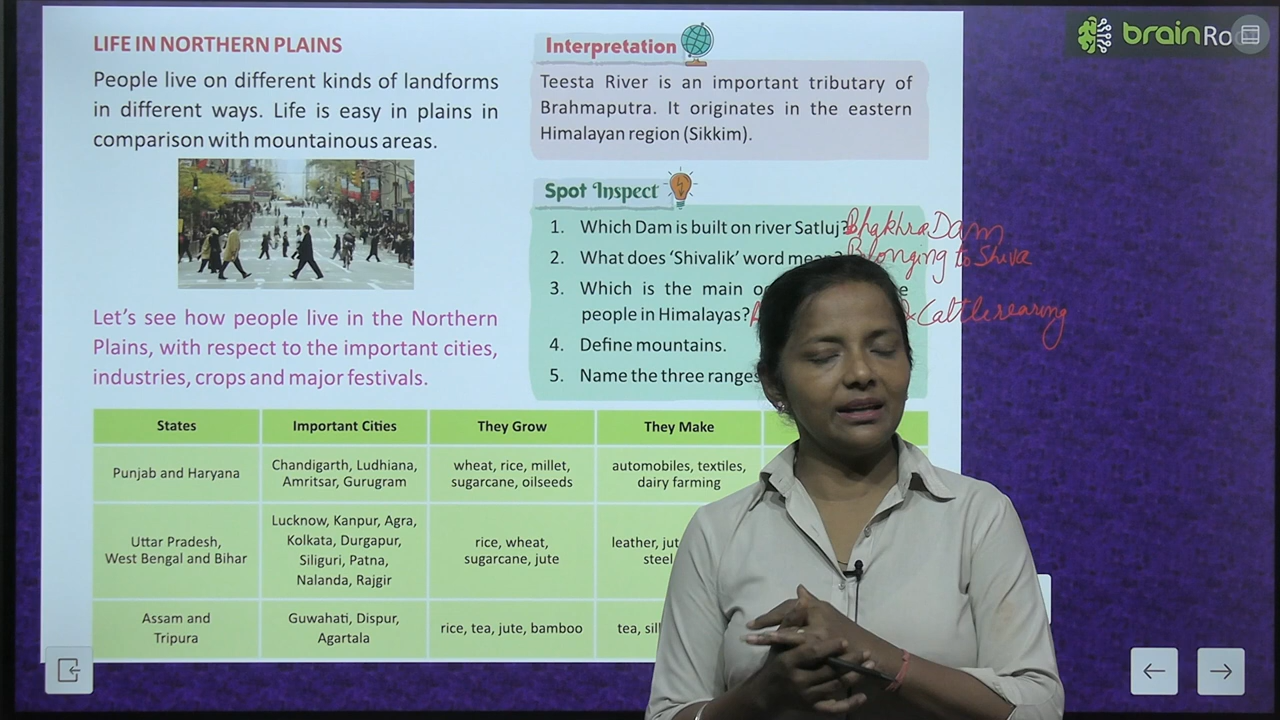 LIFE IN NORTHERN PLAINS
People live on different kinds of landforms
in different ways. Life is easy in plains in
comparison with mountainous areas.
Let's see how people live in the Northern
Plains, with respect to the important cities,
industries, crops and major festivals.
Interpretation
Teesta River is an important tributary of
Brahmaputra. It originates in the eastern
Himalayan region (Sikkim).
Spot Inspect
1. Which Dam is built on river Satluj? Bhakhra Dam
2. What does 'Shivalik' word mean? Belonging to Shiva
3. Which is the main
people in Himalayas? & Cattle rearing
4. Define mountains.
5. Name the three ranges
States Important Cities They Grow They Make
Punjab and Haryana
Chandigarth, Ludhiana,
Amritsar, Gurugram
wheat, rice, millet,
sugarcane, oilseeds
automobiles, textiles,
dairy farming
Uttar Pradesh,
West Bengal and Bihar
Lucknow, Kanpur, Agra,
Kolkata, Durgapur,
Siliguri, Patna,
Nalanda, Rajgir
rice, wheat,
sugarcane, jute
leather,
steel
Assam and
Tripura
Guwahati, Dispur,
Agartala
rice, tea, jute, bamboo
tea,
brain